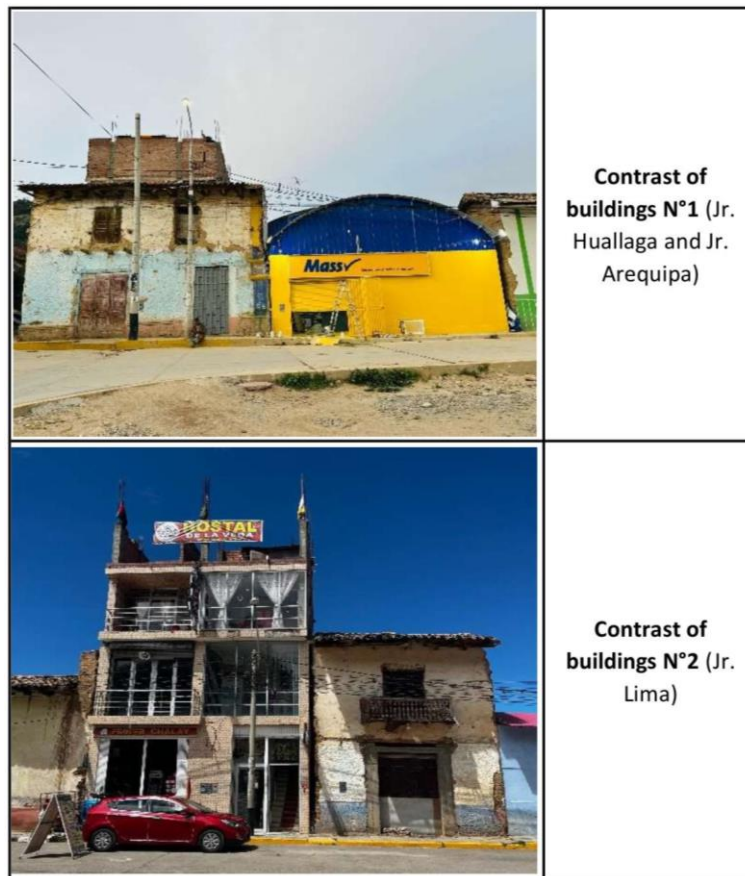 Mass
Contrast of
buildings N°1 (Jr.
Huallaga and Jr.
Arequipa)
HOSTAL
DE LA VEGA
Contrast of
buildings N°2 (Jr.
Lima)